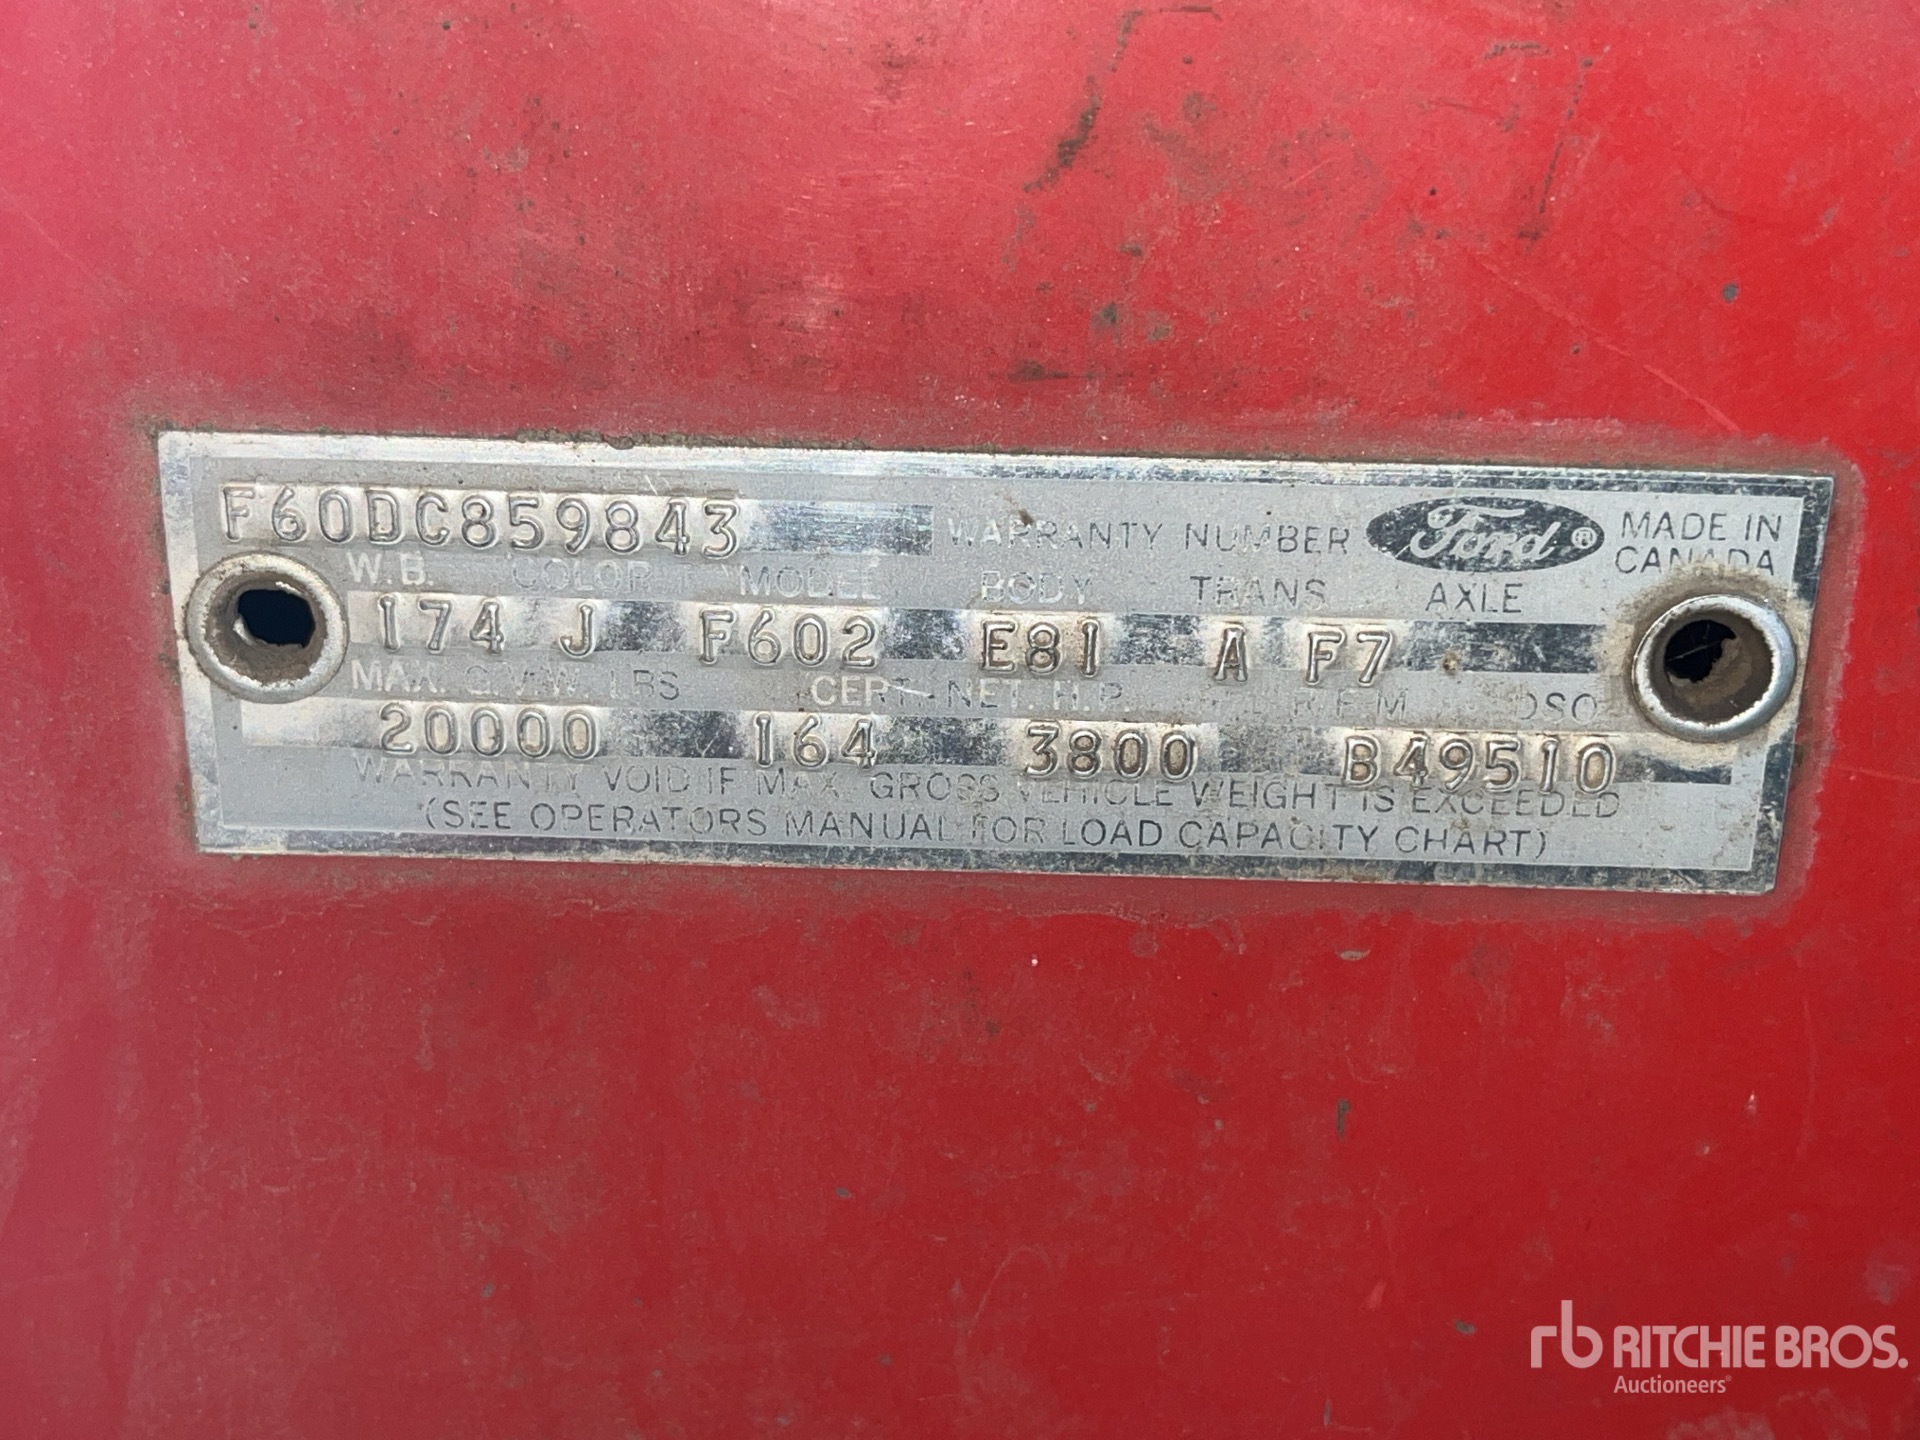 F60DC859843 WARRANTY NUMBER Ford® MADE IN CANADA
W.B. COLOR MODEL BODY TRANS AXLE
174 J F602 E81 A F7
MAX. G.V.W. LBS CERT. NET. H.P. R.P.M. DSO
20000 164 3800 B49510
WARRANTY VOID IF MAX. GROSS VEHICLE WEIGHT IS EXCEEDED
(SEE OPERATORS MANUAL FOR LOAD CAPACITY CHART)
rb RITCHIE BROS.
Auctioneers